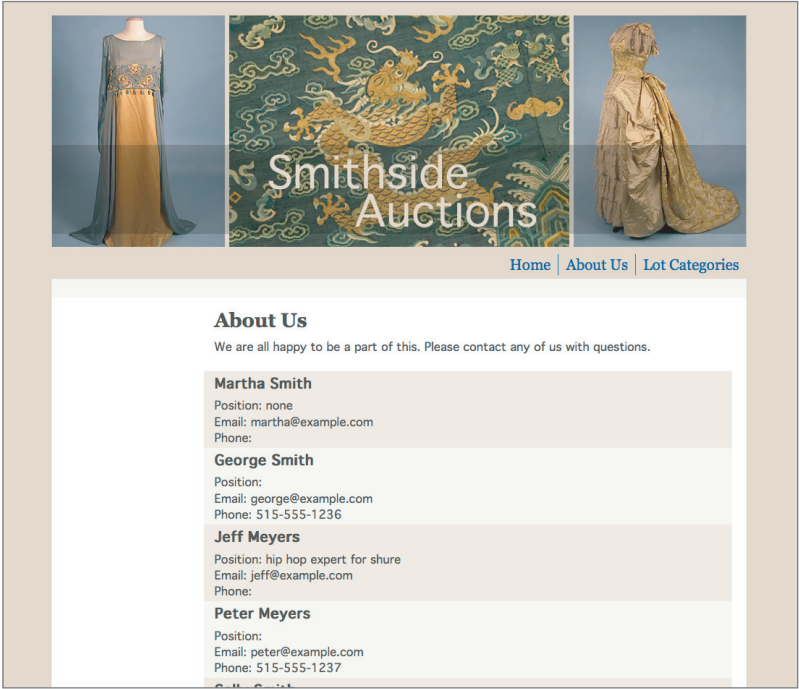 Smithside
Auctions
Home About Us Lot Categories
About Us
We are all happy to be a part of this. Please contact any of us with questions.
Martha Smith
Position: none
Email: martha@example.com
Phone:
George Smith
Position:
Email: george@example.com
Phone: 515-555-1236
Jeff Meyers
Position: hip hop expert for shure
Email: jeff@example.com
Phone:
Peter Meyers
Position:
Email: peter@example.com
Phone: 515-555-1237